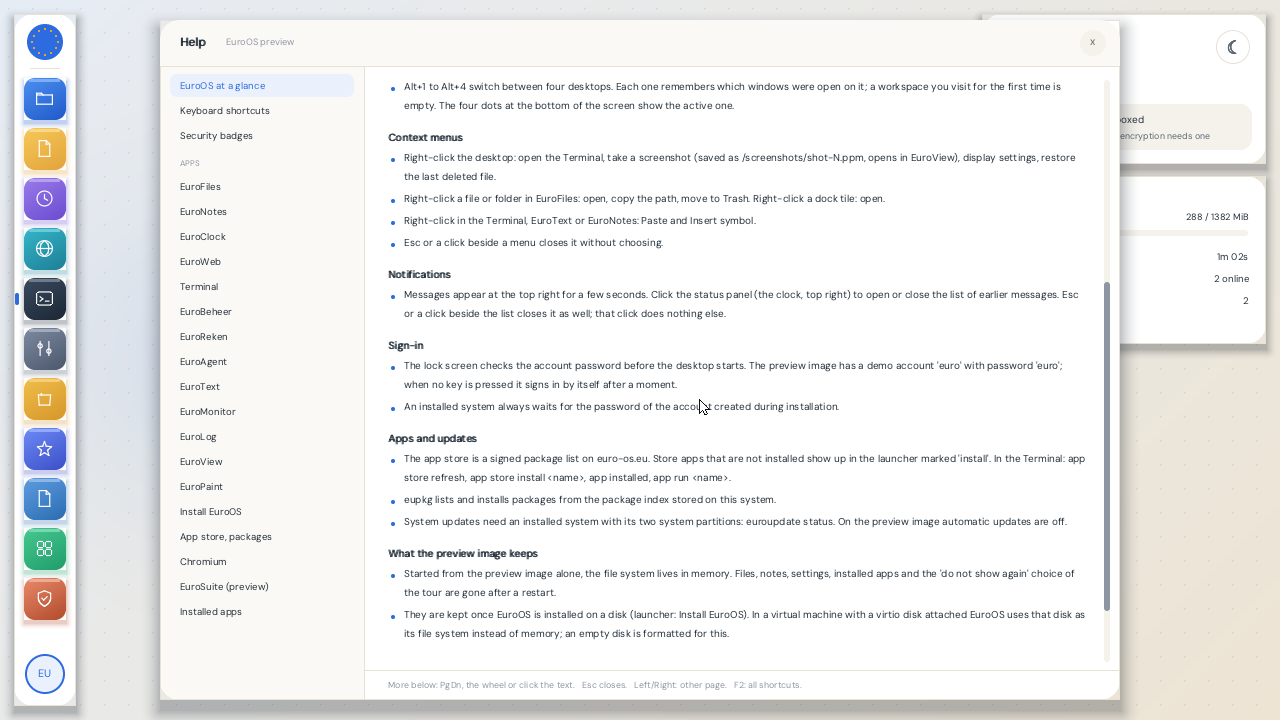 Help
EuroOS preview
x
EuroOS at a glance
Keyboard shortcuts
Security badges
APPS
EuroFiles
EuroNotes
EuroClock
EuroWeb
Terminal
EuroBeheer
EuroReken
EuroAgent
EuroText
EuroMonitor
EuroLog
EuroView
EuroPaint
Install EuroOS
App store, packages
Chromium
EuroSuite (preview)
Installed apps
EU
Alt+1 to Alt+4 switch between four desktops. Each one remembers which windows were open on it; a workspace you visit for the first time is
empty. The four dots at the bottom of the screen show the active one.
Context menus
Right-click the desktop: open the Terminal, take a screenshot (saved as /screenshots/shot-N.ppm, opens in EuroView), display settings, restore
the last deleted file.
Right-click a file or folder in EuroFiles: open, copy the path, move to Trash. Right-click a dock tile: open.
Right-click in the Terminal, EuroText or EuroNotes: Paste and Insert symbol.
Esc or a click beside a menu closes it without choosing.
Notifications
Messages appear at the top right for a few seconds. Click the status panel (the clock, top right) to open or close the list of earlier messages. Esc
or a click beside the list closes it as well; that click does nothing else.
Sign-in
The lock screen checks the account password before the desktop starts. The preview image has a demo account 'euro' with password 'euro';
when no key is pressed it signs in by itself after a moment.
An installed system always waits for the password of the account created during installation.
Apps and updates
The app store is a signed package list on euro-os.eu. Store apps that are not installed show up in the launcher marked 'install'. In the Terminal: app
store refresh, app store install <name>, app installed, app run <name>.
eupkg lists and installs packages from the package index stored on this system.
System updates need an installed system with its two system partitions: euroupdate status. On the preview image automatic updates are off.
What the preview image keeps
Started from the preview image alone, the file system lives in memory. Files, notes, settings, installed apps and the 'do not show again' choice of
the tour are gone after a restart.
They are kept once EuroOS is installed on a disk (launcher: Install EuroOS). In a virtual machine with a virtio disk attached EuroOS uses that disk as
its file system instead of memory; an empty disk is formatted for this.
More below: PgDn, the wheel or click the text. Esc closes. Left/Right: other page. F2: all shortcuts.
oxed
encryption needs one
288 / 1382 MiB
1m 02s
2 online
2